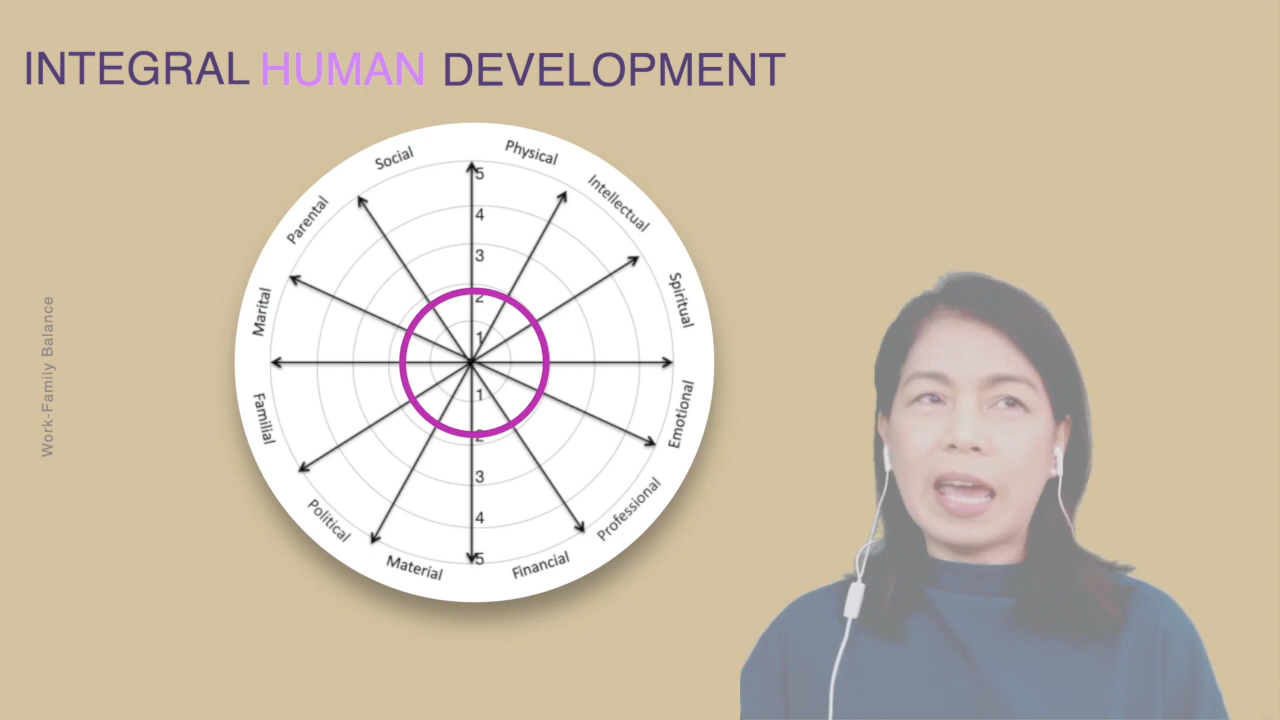 INTEGRAL HUMAN DEVELOPMENT
Work-Family Balance
Social
Physical
Intellectual
Spiritual
Emotional
Professional
Financial
Material
Political
Familial
Marital
Parental
5
4
3
2
1
1
2
3
4
5